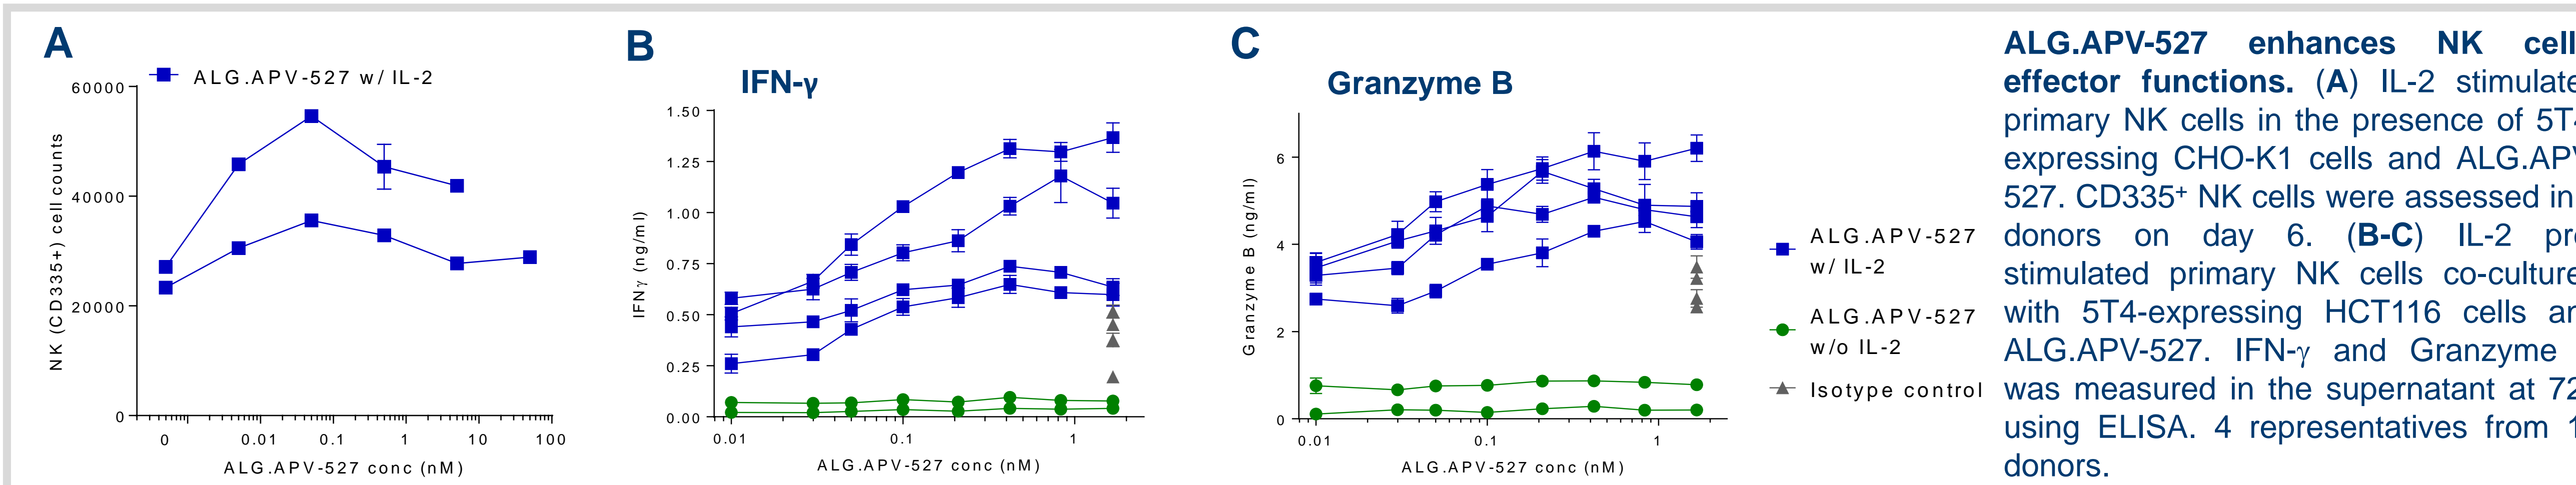 A
ALG.APV-527 w/ IL-2
60000
40000
20000
0
NK (CD335+) cell counts
0 0.01 0.1 1 10 100
ALG.APV-527 conc (nM)
B
IFN-γ
1.50
1.25
1.00
0.75
0.50
0.25
0.00
IFNγ (ng/ml)
0.01 0.1 1
ALG.APV-527 conc (nM)
C
Granzyme B
6
4
2
0
Granzyme B (ng/ml)
0.01 0.1 1
ALG.APV-527 conc (nM)
ALG.APV-527
w/ IL-2
ALG.APV-527
w/o IL-2
Isotype control
ALG.APV-527 enhances NK cell
effector functions. (A) IL-2 stimulate
primary NK cells in the presence of 5T4
expressing CHO-K1 cells and ALG.APV
527. CD335⁺ NK cells were assessed in
donors on day 6. (B-C) IL-2 pre
stimulated primary NK cells co-culture
with 5T4-expressing HCT116 cells an
ALG.APV-527. IFN-γ and Granzyme
was measured in the supernatant at 72
using ELISA. 4 representatives from 1
donors.